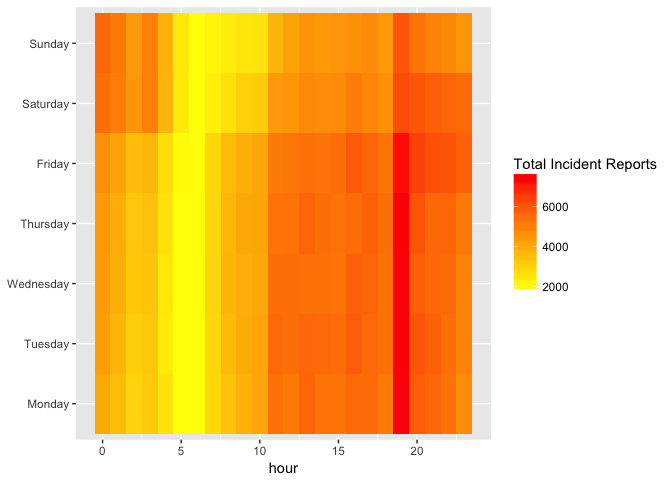 Sunday
Saturday
Friday
Thursday
Wednesday
Tuesday
Monday
0 5 10 15 20
hour
Total Incident Reports
6000
4000
2000